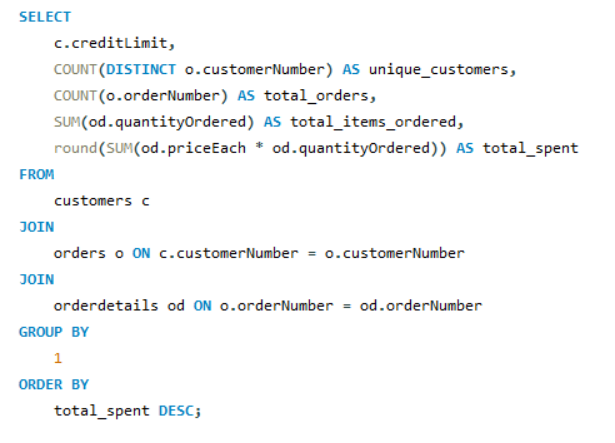 SELECT
    c.creditLimit,
    COUNT(DISTINCT o.customerNumber) AS unique_customers,
    COUNT(o.orderNumber) AS total_orders,
    SUM(od.quantityOrdered) AS total_items_ordered,
    round(SUM(od.priceEach * od.quantityOrdered)) AS total_spent
FROM
    customers c
JOIN
    orders o ON c.customerNumber = o.customerNumber
JOIN
    orderdetails od ON o.orderNumber = od.orderNumber
GROUP BY
    1
ORDER BY
    total_spent DESC;